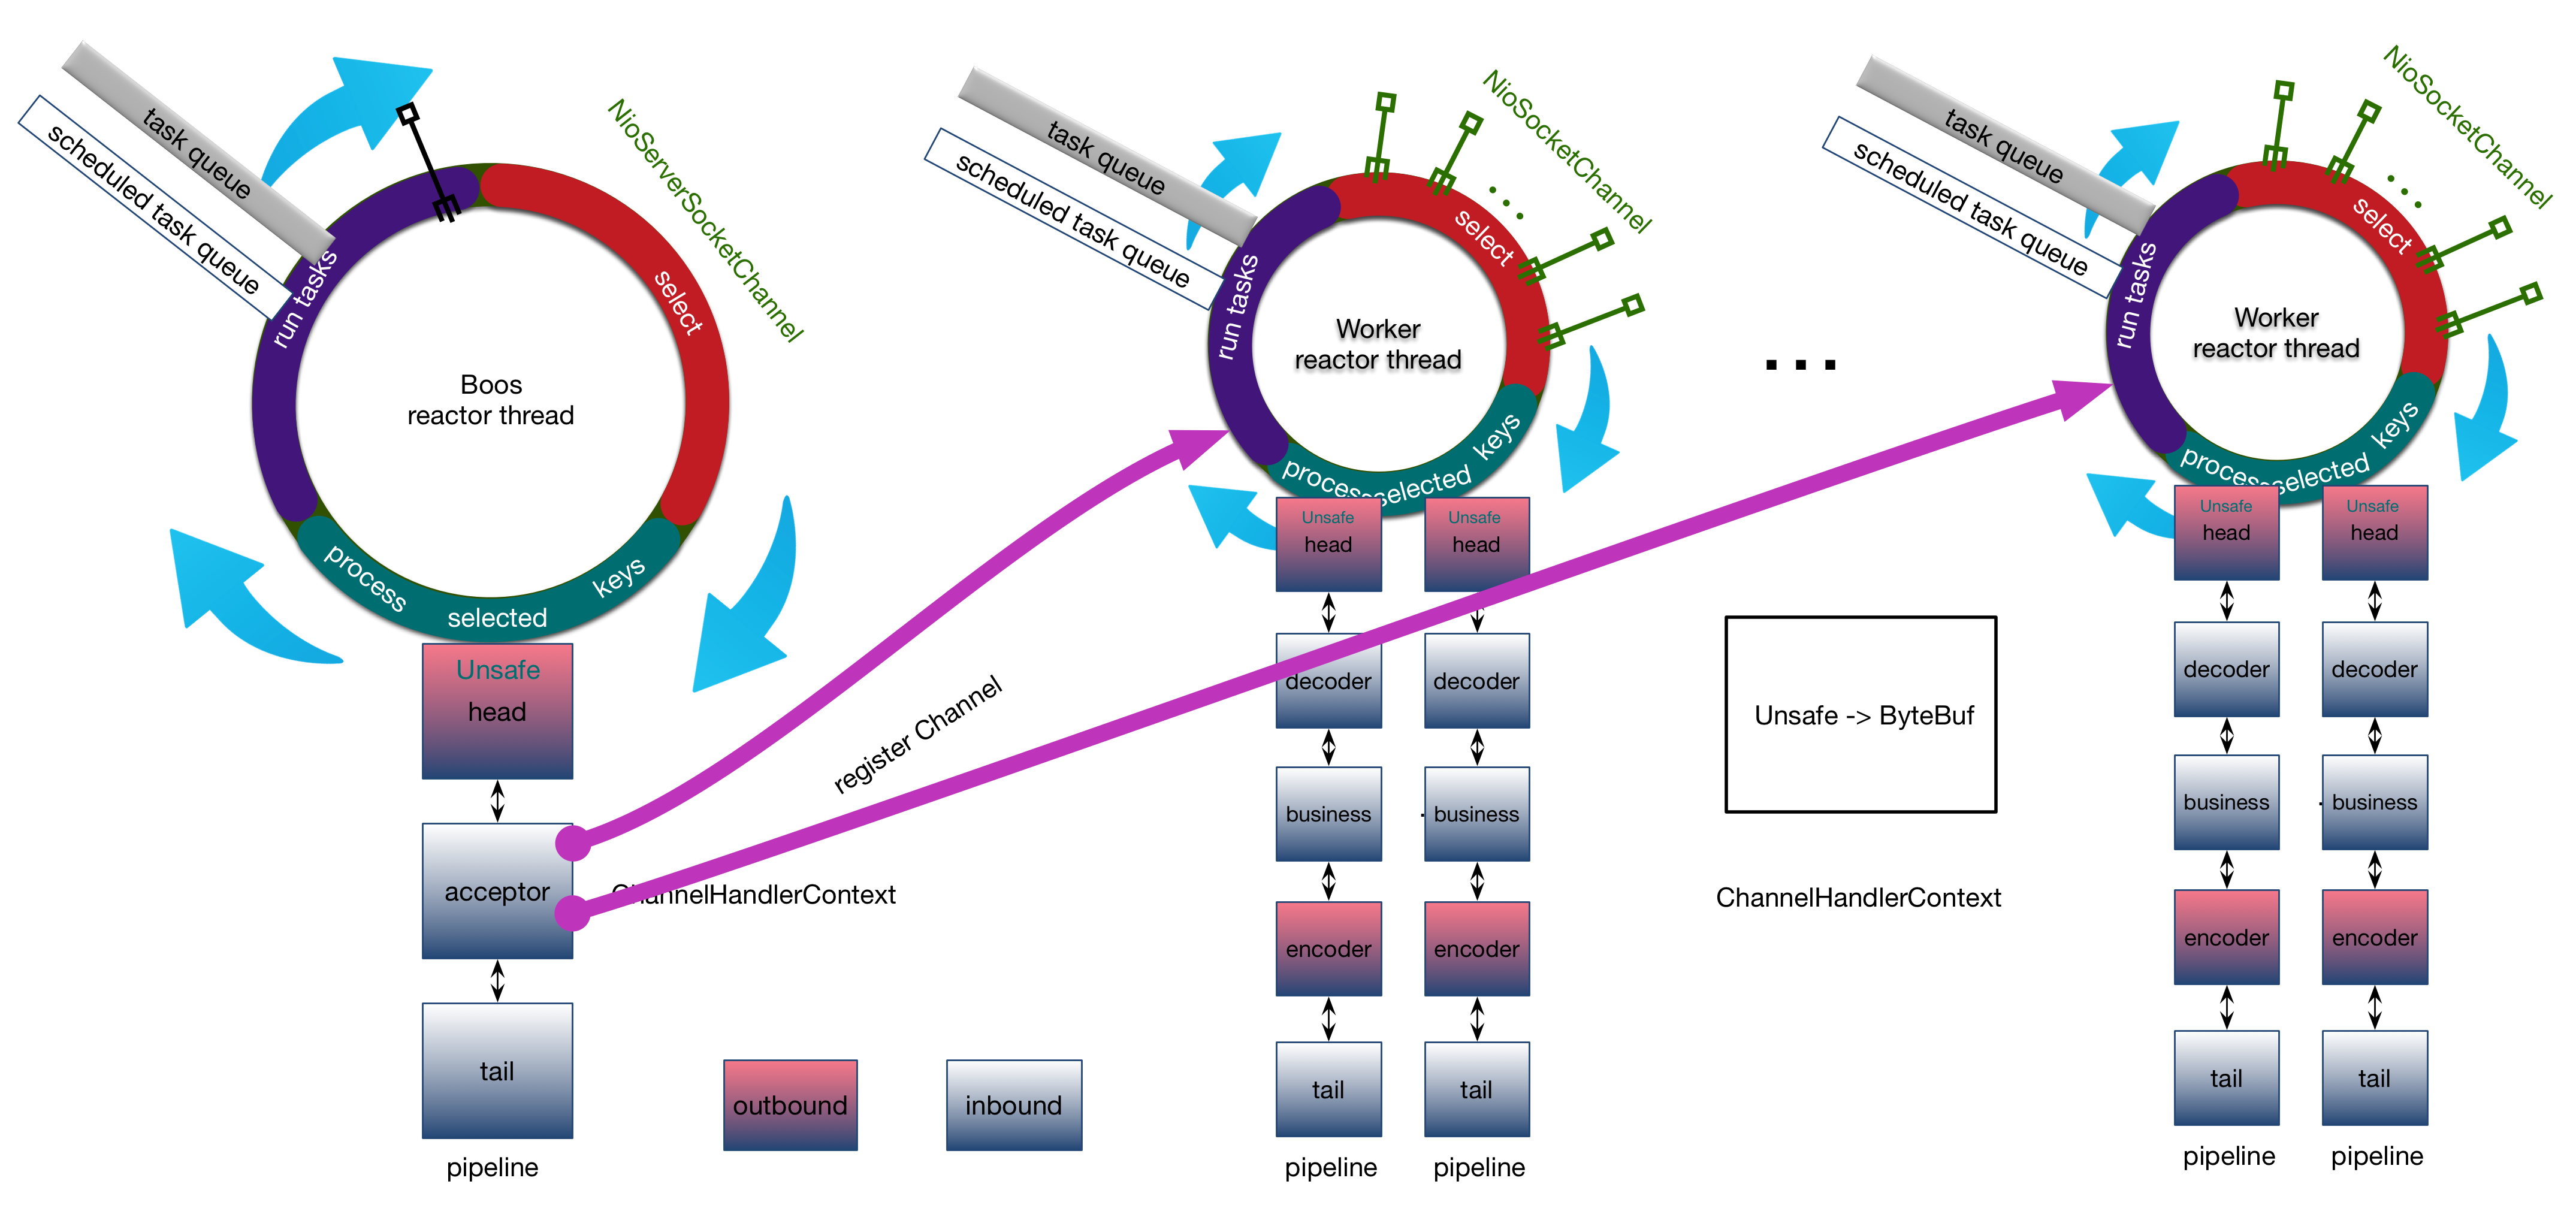 task queue
scheduled task queue
run tasks
select
process
selected
keys
NioServerSocketChannel
Boos
reactor thread
Unsafe
head
acceptor
tail
pipeline
register Channel
ChannelHandlerContext
outbound
inbound
task queue
scheduled task queue
run tasks
select
process
selected
keys
NioSocketChannel
Worker
reactor thread
Unsafe
head
decoder
business
encoder
tail
pipeline
Unsafe
head
decoder
business
encoder
tail
pipeline
...
Unsafe -> ByteBuf
ChannelHandlerContext
task queue
scheduled task queue
run tasks
select
process
selected
keys
NioSocketChannel
Worker
reactor thread
Unsafe
head
decoder
business
encoder
tail
pipeline
Unsafe
head
decoder
business
encoder
tail
pipeline